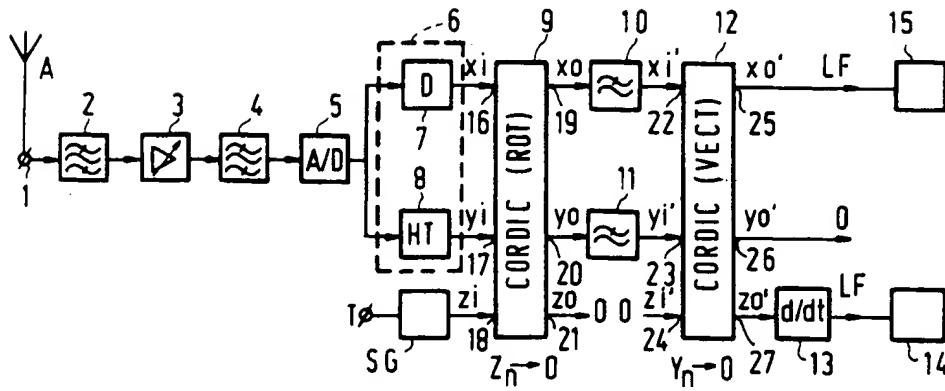 6 9 10 12 15
A
xi xo xi' xo' LF
D
2 3 4 5 7 16 19 22 25
A/D
1 8 11
HT
yi yo yi' yo' 0
17 20 23 26
CORDIC (ROT)
CORDIC (VECT)
T zi zo 0 0 zi' zo' d/dt LF
SG 18 21 24 27 13 14
Zn→0 Yn→0